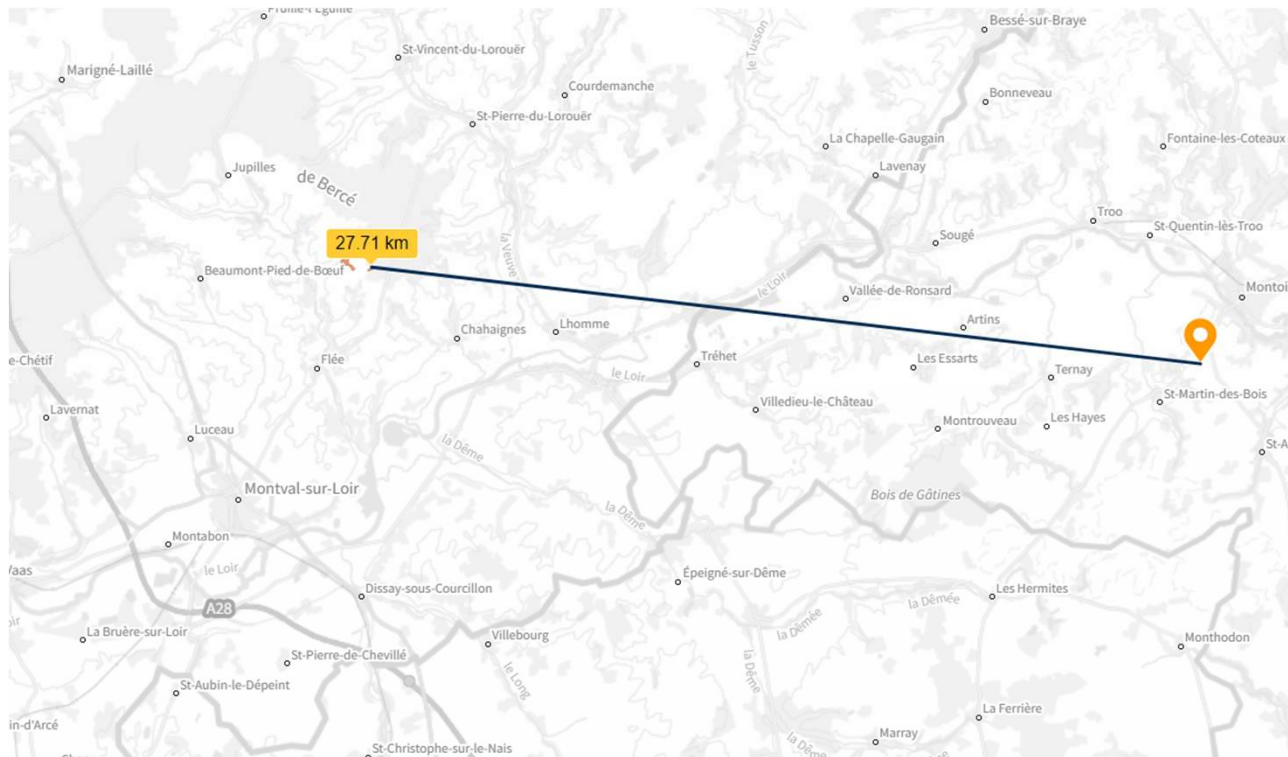 Bessé-sur-Braye
St-Vincent-du-Lorouër
Marigné-Laillé
le Tusson
Courdemanche
Bonneveau
St-Pierre-du-Lorouër
La Chapelle-Gaugain
Fontaine-les-Coteaux
Jupilles
de Bercé
Lavenay
Troo
St-Quentin-lès-Troo
Sougé
27.71 km
la Veuve
Beaumont-Pied-de-Bœuf
le Loir
Vallée-de-Ronsard
Montoi
Artins
Lhomme
Chahaignes
e-Chétif
Flée
Tréhet
Les Essarts
Ternay
le Loir
St-Martin-des-Bois
Villedieu-le-Château
Lavernat
Les Hayes
Montrouveau
Luceau
la Dême
St-A
Montval-sur-Loir
Bois de Gâtines
la Dême
Montabon
le Loir
Vaas
Épeigné-sur-Dême
Dissay-sous-Courcillon
Les Hermites
la Dêmée
A28
la Dêmée
La Bruère-sur-Loir
Villebourg
Monthodon
St-Pierre-de-Chevillé
le Long
la Dême
St-Aubin-le-Dépeint
La Ferrière
in-d'Arcé
Marray
la Dême
St-Christophe-sur-le-Nais